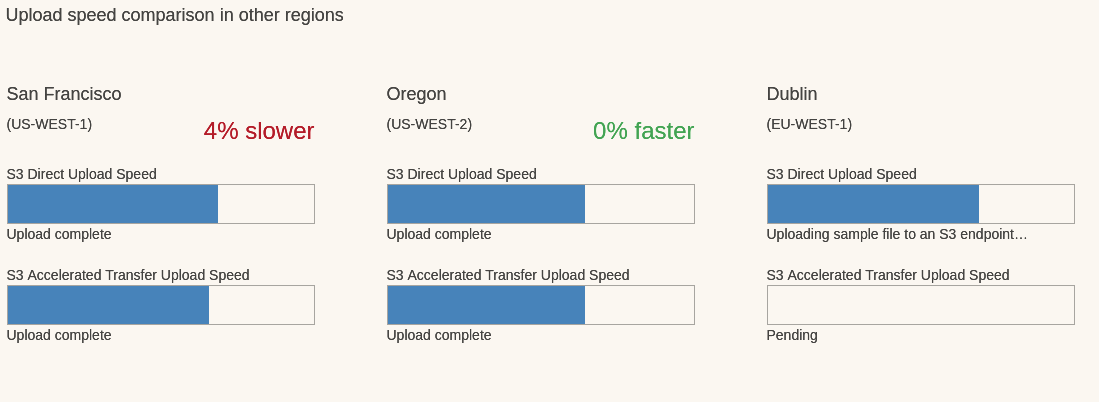 Upload speed comparison in other regions
San Francisco
(US-WEST-1)
4% slower
S3 Direct Upload Speed
Upload complete
S3 Accelerated Transfer Upload Speed
Upload complete
Oregon
(US-WEST-2)
0% faster
S3 Direct Upload Speed
Upload complete
S3 Accelerated Transfer Upload Speed
Upload complete
Dublin
(EU-WEST-1)
S3 Direct Upload Speed
Uploading sample file to an S3 endpoint…
S3 Accelerated Transfer Upload Speed
Pending